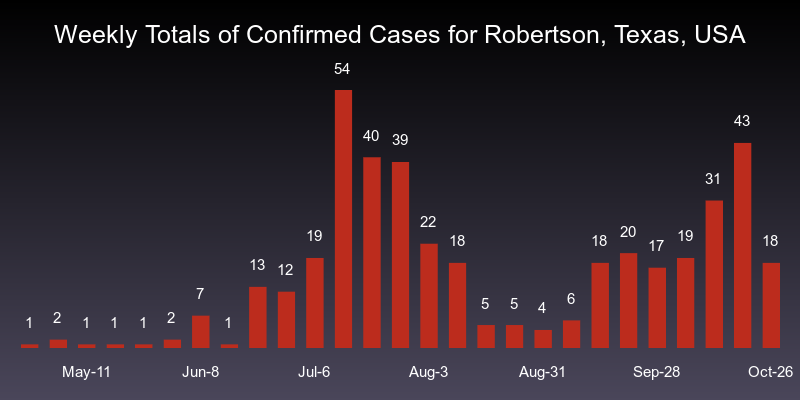 Weekly Totals of Confirmed Cases for Robertson, Texas, USA
1 2 1 1 1 2 7 1 13 12 19 54 40 39 22 18 5 5 4 6 18 20 17 19 31 43 18
May-11 Jun-8 Jul-6 Aug-3 Aug-31 Sep-28 Oct-26